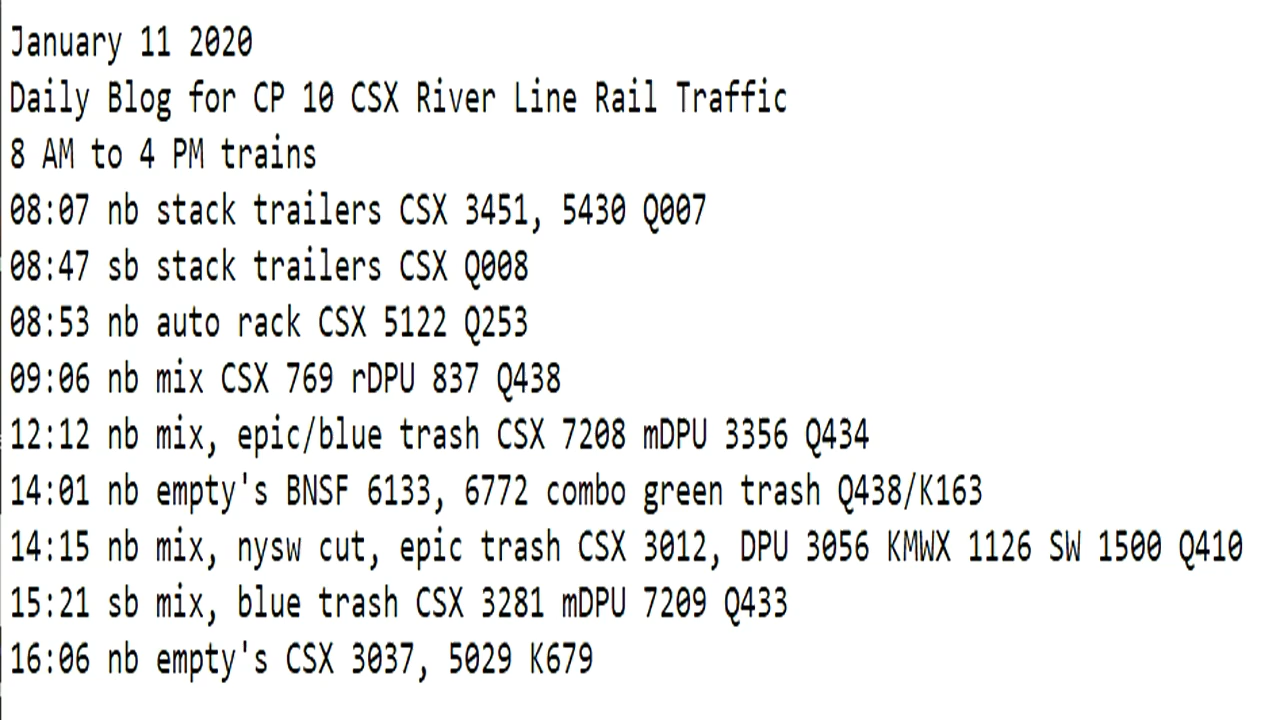 January 11 2020
Daily Blog for CP 10 CSX River Line Rail Traffic
8 AM to 4 PM trains
08:07 nb stack trailers CSX 3451, 5430 Q007
08:47 sb stack trailers CSX Q008
08:53 nb auto rack CSX 5122 Q253
09:06 nb mix CSX 769 rDPU 837 Q438
12:12 nb mix, epic/blue trash CSX 7208 mDPU 3356 Q434
14:01 nb empty's BNSF 6133, 6772 combo green trash Q438/K163
14:15 nb mix, nysw cut, epic trash CSX 3012, DPU 3056 KMWX 1126 SW 1500 Q410
15:21 sb mix, blue trash CSX 3281 mDPU 7209 Q433
16:06 nb empty's CSX 3037, 5029 K679